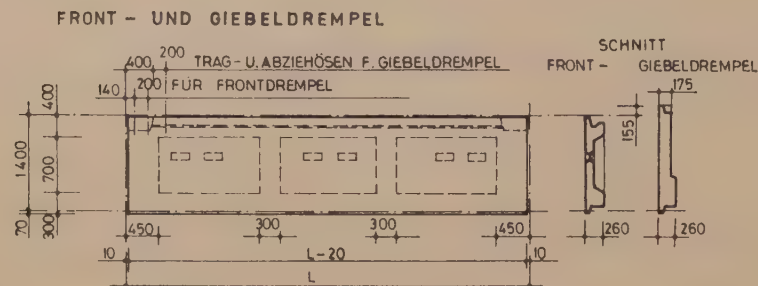 FRONT - UND GIEBELDREMPEL
400 200 TRAG- U. ABZIEHÖSEN F. GIEBELDREMPEL
140 200 FÜR FRONTDREMPEL
SCHNITT
FRONT - GIEBELDREMPEL
175
155
400
1400
700
70
300
450 300 300 450
10 L-20 10
L
260 260